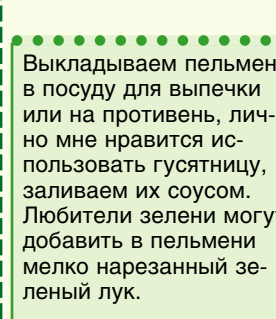 Выкладываем пельмен
в посуду для выпечки
или на противень, лич-
но мне нравится ис-
пользовать гусятницу,
заливаем их соусом.
Любители зелени могут
добавить в пельмени
мелко нарезанный зе-
леный лук.